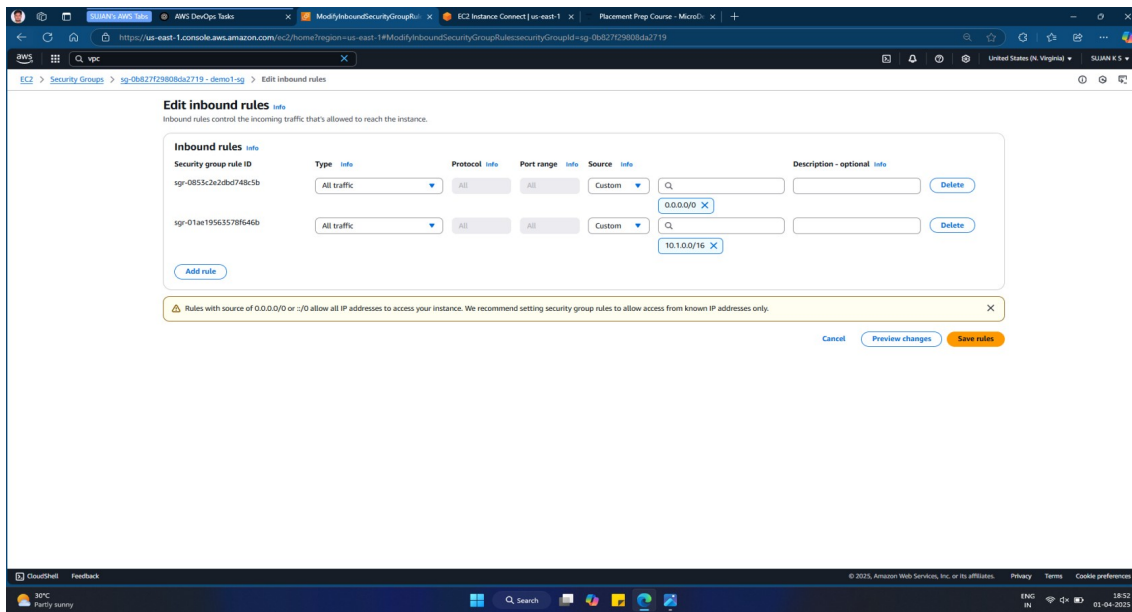 SUJAN's AWS Tabs
AWS DevOps Tasks
ModifyInboundSecurityGroupRul
EC2 Instance Connect | us-east-1
Placement Prep Course - MicroDe
https://us-east-1.console.aws.amazon.com/ec2/home?region=us-east-1#ModifyInboundSecurityGroupRules:securityGroupId=sg-0b827f29808da2719
aws vpc United States (N. Virginia) SUJAN K S
EC2 > Security Groups > sg-0b827f29808da2719 - demo1-sg > Edit inbound rules
Edit inbound rules Info
Inbound rules control the incoming traffic that's allowed to reach the instance.
Inbound rules Info
Security group rule ID Type Info Protocol Info Port range Info Source Info Description - optional Info
sgr-0853c2e2dbd748c5b All traffic All All Custom Delete
0.0.0.0/0
sgr-01ae19563578f646b All traffic All All Custom Delete
10.1.0.0/16
Add rule
Rules with source of 0.0.0.0/0 or ::/0 allow all IP addresses to access your instance. We recommend setting security group rules to allow access from known IP addresses only.
Cancel Preview changes Save rules
CloudShell Feedback © 2025, Amazon Web Services, Inc. or its affiliates. Privacy Terms Cookie preferences
30°C Search ENG 18:52
Partly sunny IN 01-04-2025